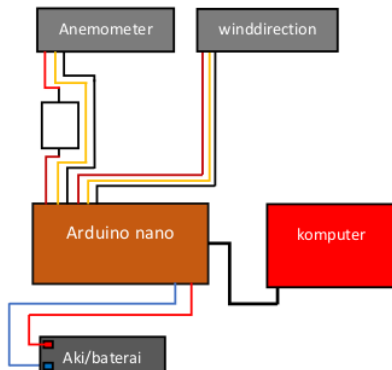 Anemometer
winddirection
Arduino nano
komputer
Aki/baterai